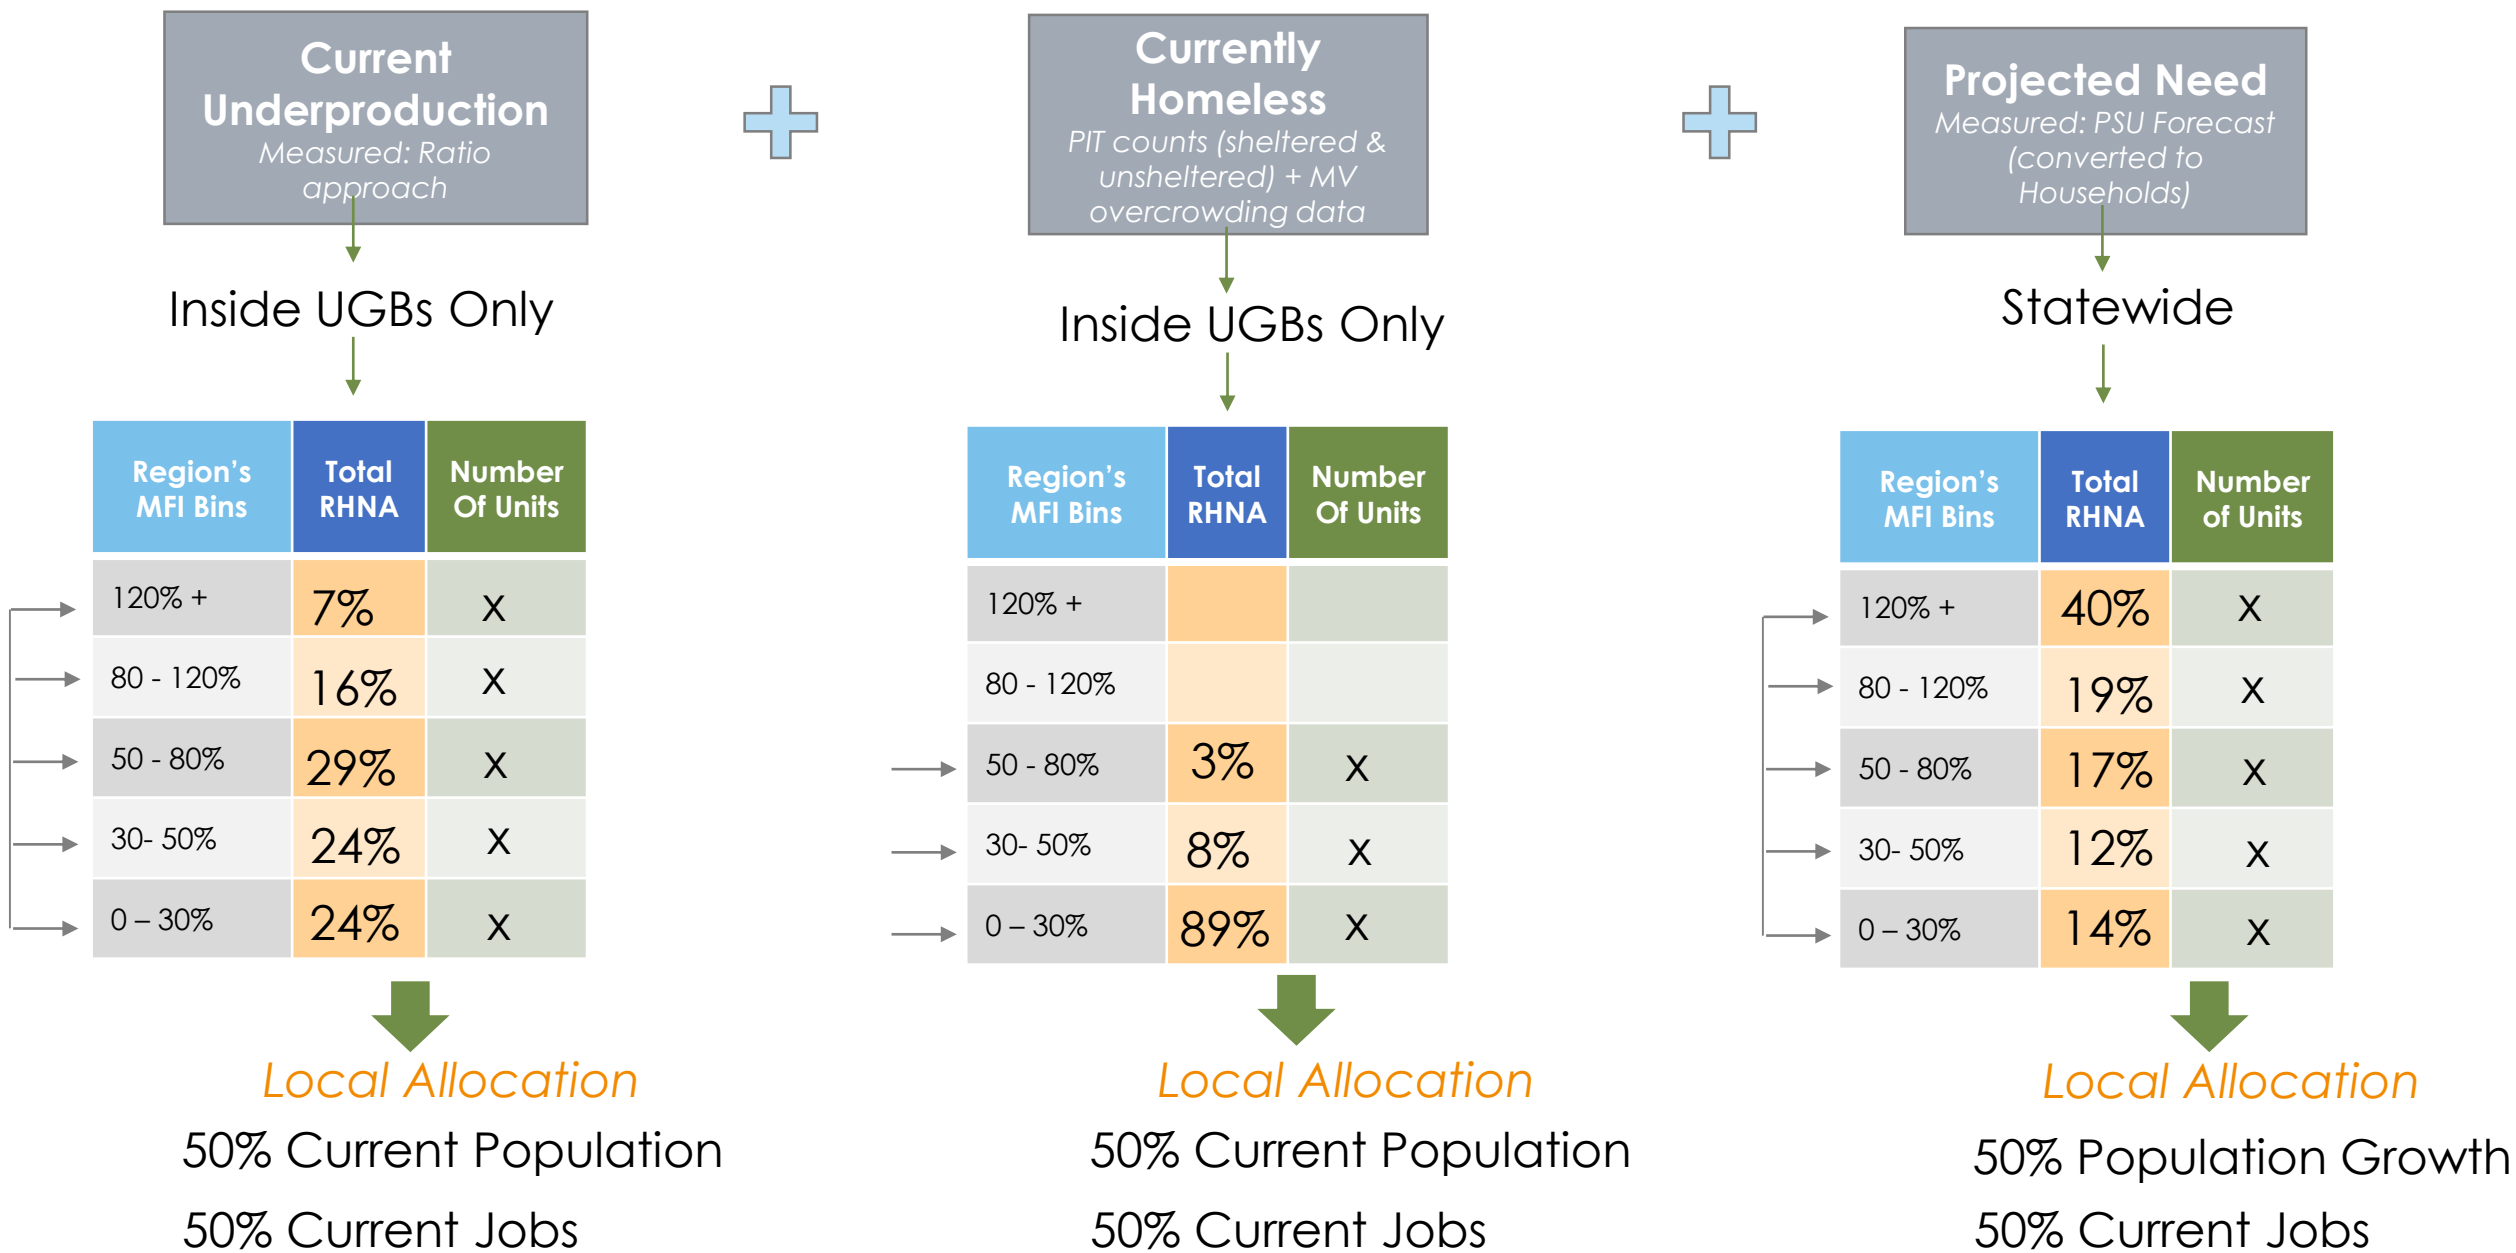 Current
Underproduction
Measured: Ratio
approach
Inside UGBs Only
Region's
MFI Bins
Total
RHNA
Number
Of Units
120% +
7%
x
80 - 120%
16%
x
50 - 80%
29%
x
30- 50%
24%
x
0 – 30%
24%
x
Local Allocation
50% Current Population
50% Current Jobs
Currently
Homeless
PIT counts (sheltered &
unsheltered) + MV
overcrowding data
Inside UGBs Only
Region's
MFI Bins
Total
RHNA
Number
Of Units
120% +
80 - 120%
50 - 80%
3%
x
30- 50%
8%
x
0 – 30%
89%
x
Local Allocation
50% Current Population
50% Current Jobs
Projected Need
Measured: PSU Forecast
(converted to
Households)
Statewide
Region's
MFI Bins
Total
RHNA
Number
of Units
120% +
40%
x
80 - 120%
19%
x
50 - 80%
17%
x
30- 50%
12%
x
0 – 30%
14%
x
Local Allocation
50% Population Growth
50% Current Jobs